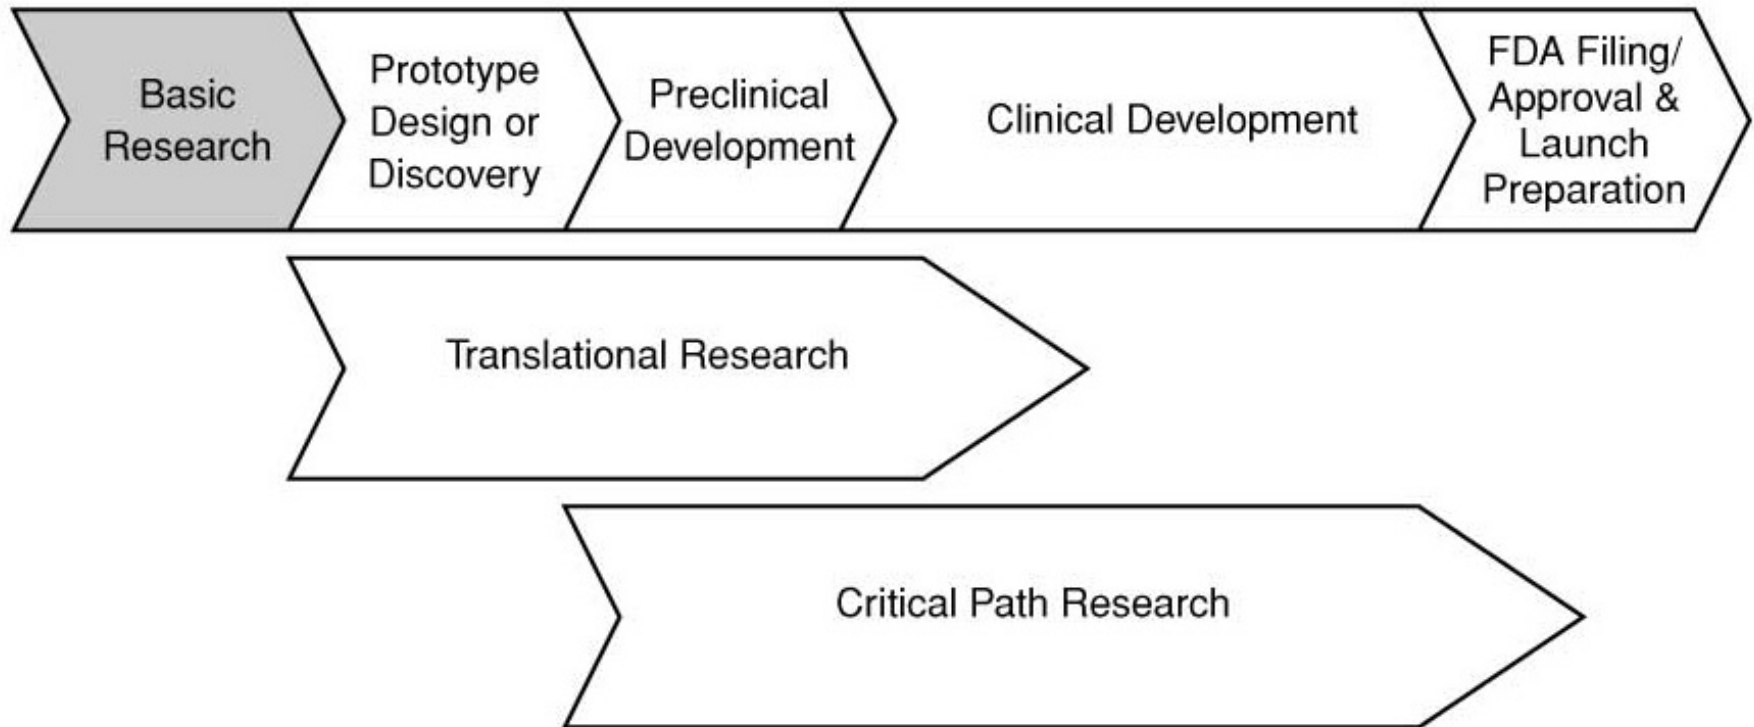 Basic
Research
Prototype
Design or
Discovery
Preclinical
Development
Clinical Development
FDA Filing/
Approval &
Launch
Preparation
Translational Research
Critical Path Research